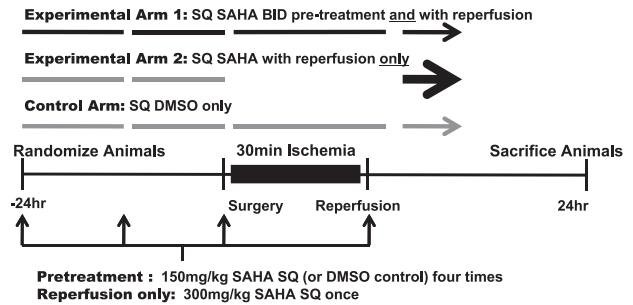 Experimental Arm 1: SQ SAHA BID pre-treatment and with reperfusion
Experimental Arm 2: SQ SAHA with reperfusion only
Control Arm: SQ DMSO only
Randomize Animals 30min Ischemia Sacrifice Animals
-24hr Surgery Reperfusion 24hr
Pretreatment : 150mg/kg SAHA SQ (or DMSO control) four times
Reperfusion only: 300mg/kg SAHA SQ once